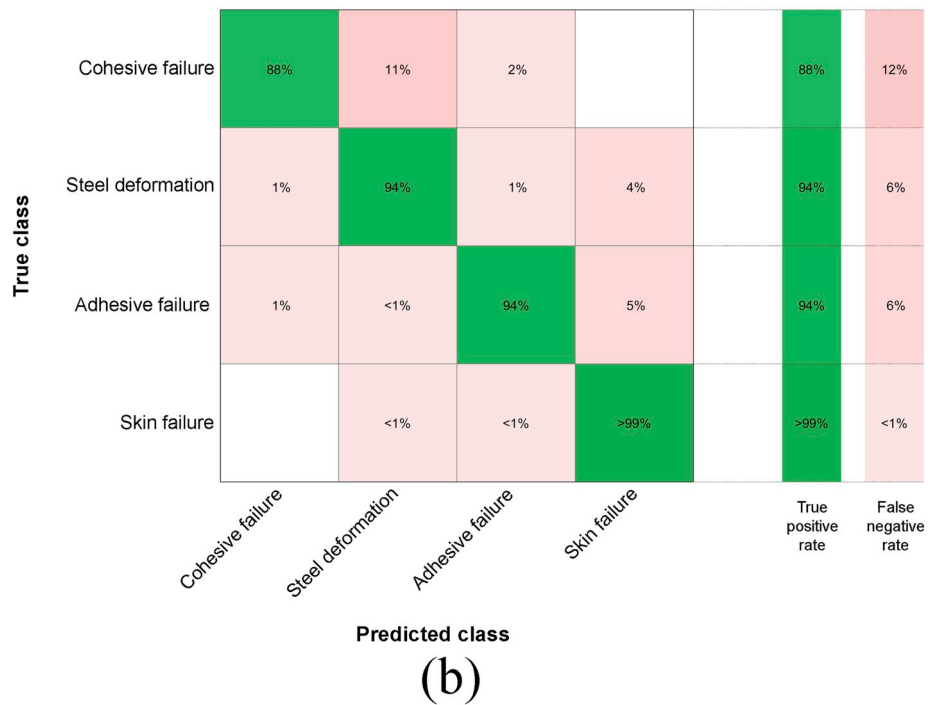 Cohesive failure 88% 11% 2% 88% 12%
Steel deformation 1% 94% 1% 4% 94% 6%
True class
Adhesive failure 1% <1% 94% 5% 94% 6%
Skin failure <1% <1% >99% >99% <1%
Cohesive failure
Steel deformation
Adhesive failure
Skin failure
True
positive
rate
False
negative
rate
Predicted class
(b)